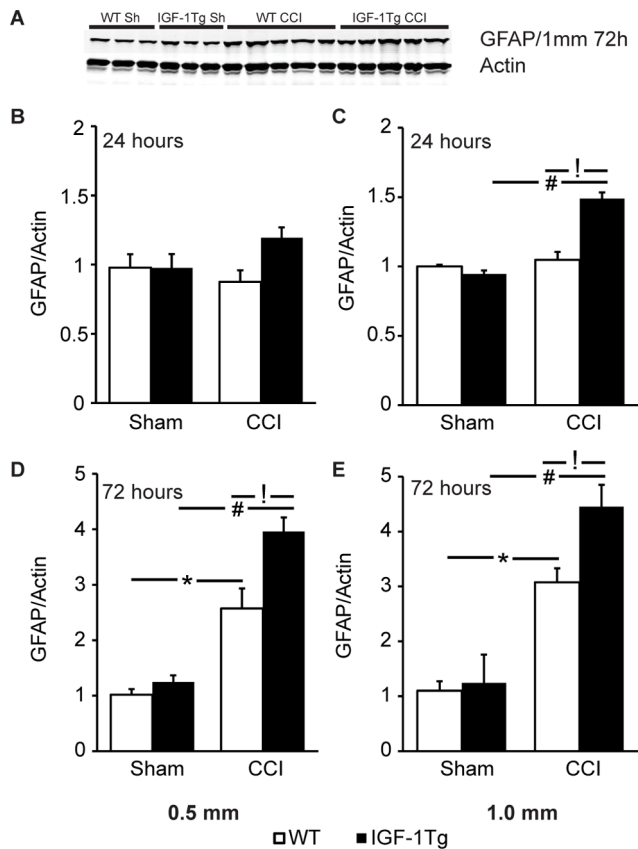 A
WT Sh IGF-1Tg Sh WT CCI IGF-1Tg CCI
GFAP/1mm 72h
Actin
B
24 hours
GFAP/Actin
2
1.5
1
0.5
0
Sham CCI
C
24 hours
GFAP/Actin
2
1.5
1
0.5
0
!
#
Sham CCI
D
72 hours
GFAP/Actin
5
4
3
2
1
0
!
#
*
Sham CCI
E
72 hours
GFAP/Actin
5
4
3
2
1
0
!
#
*
Sham CCI
0.5 mm 1.0 mm
WT IGF-1Tg